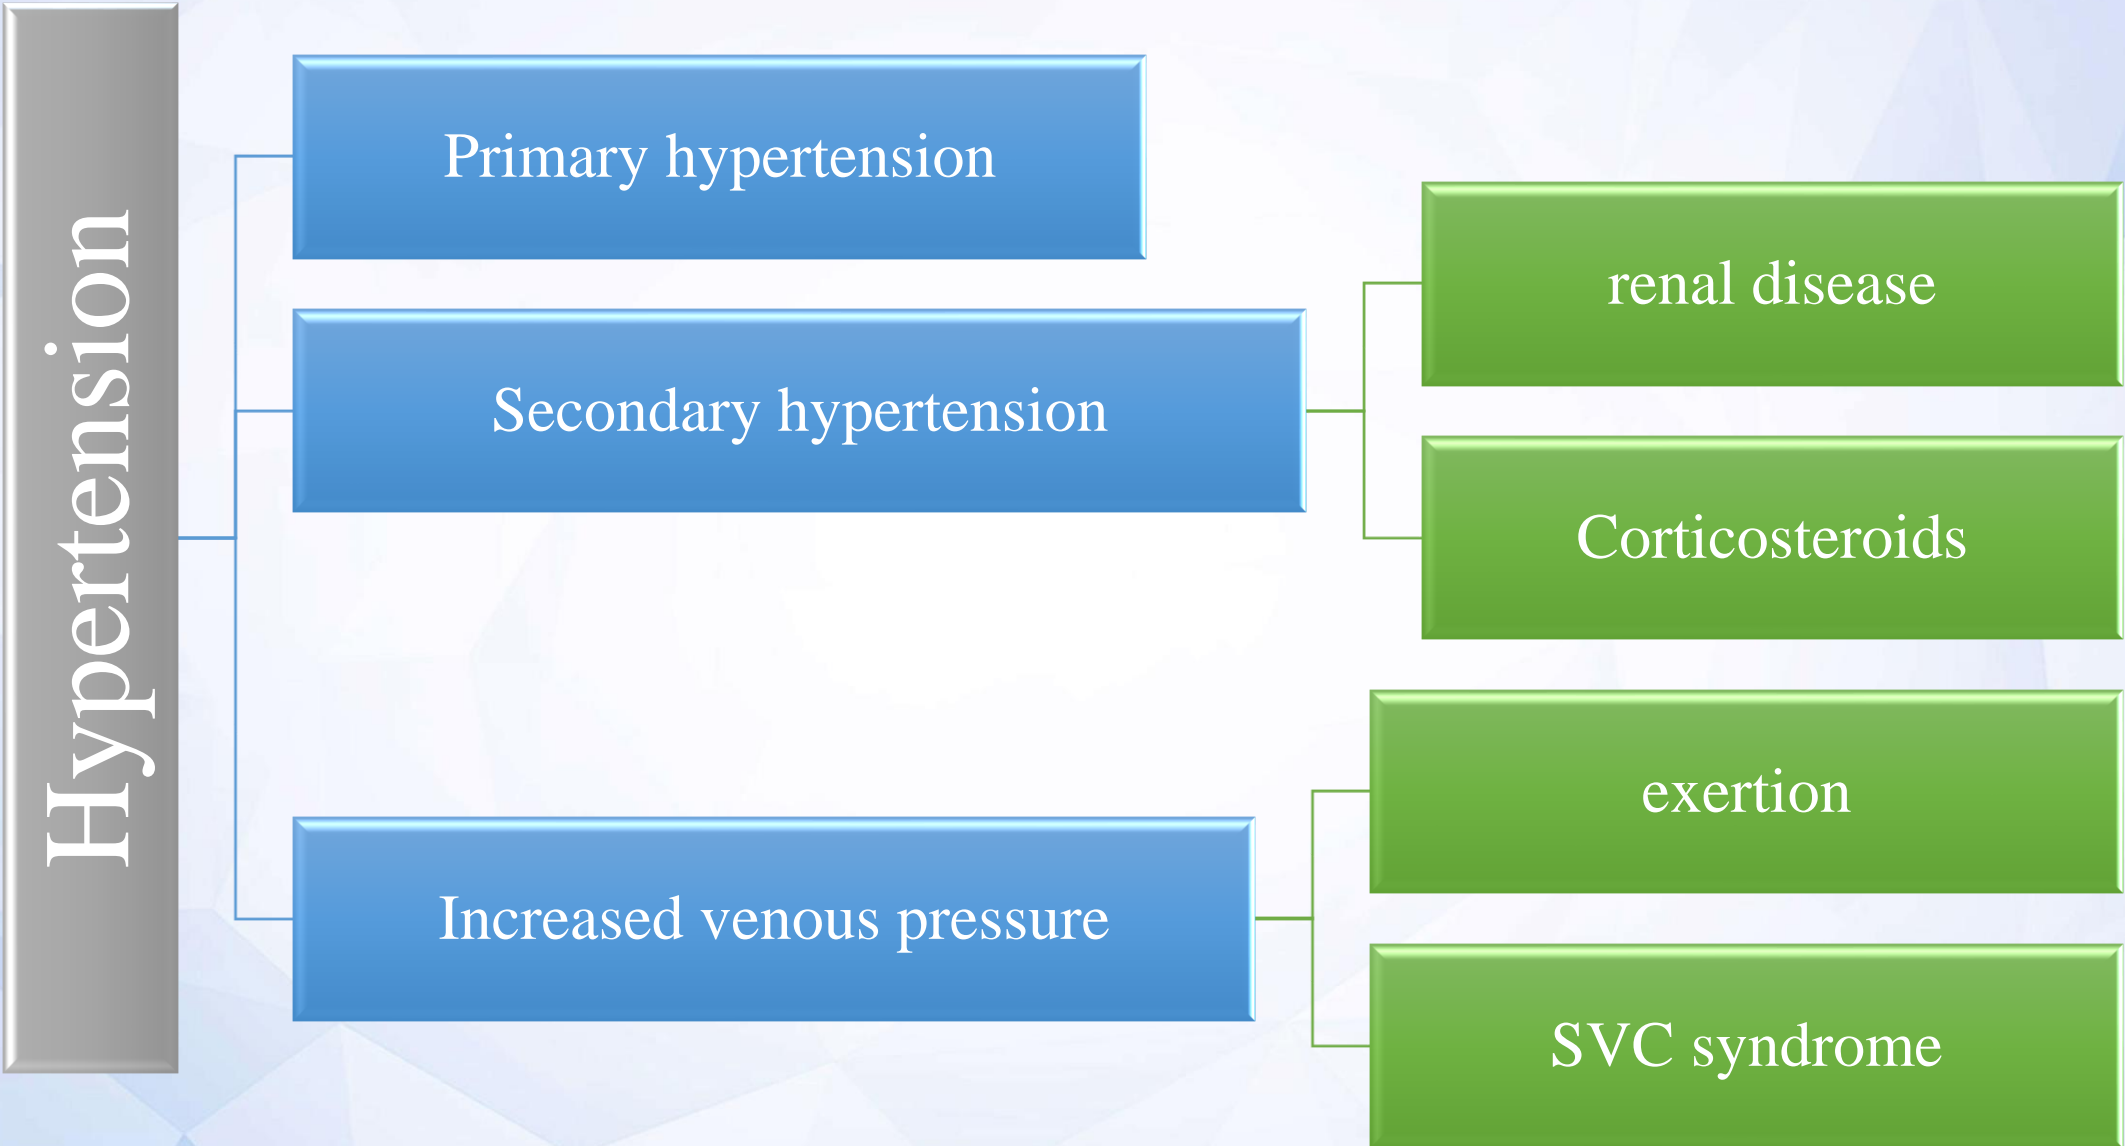 Hypertension
Primary hypertension
Secondary hypertension
renal disease
Corticosteroids
Increased venous pressure
exertion
SVC syndrome